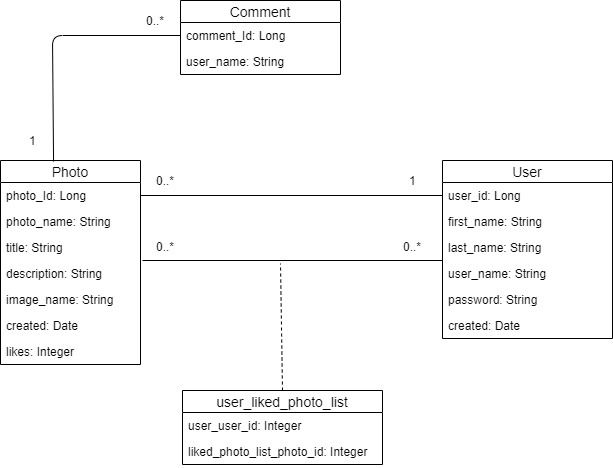 Comment
comment_Id: Long
user_name: String
0..*
1
Photo
photo_Id: Long
photo_name: String
title: String
description: String
image_name: String
created: Date
likes: Integer
0..*
1
0..*
0..*
User
user_id: Long
first_name: String
last_name: String
user_name: String
password: String
created: Date
user_liked_photo_list
user_user_id: Integer
liked_photo_list_photo_id: Integer